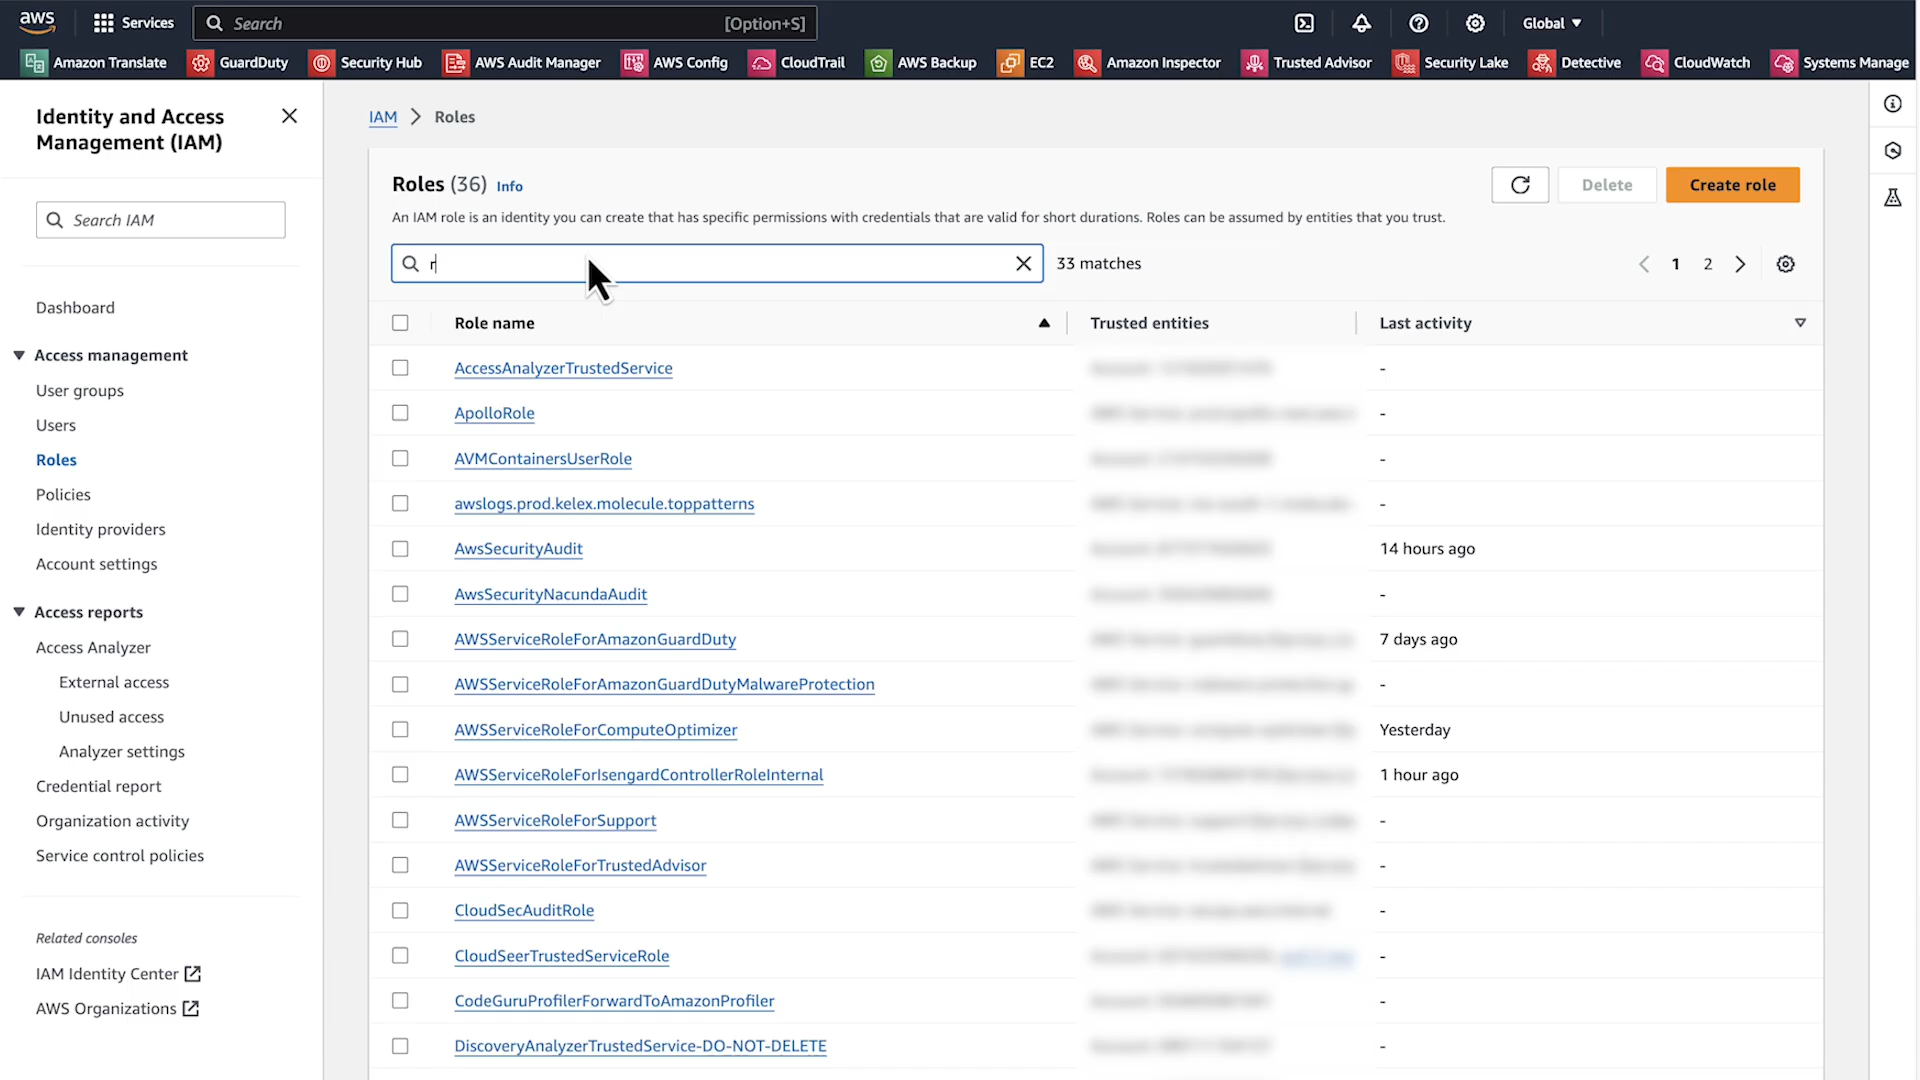 aws
Services
Search
[Option+S]
Global
Amazon Translate
GuardDuty
Security Hub
AWS Audit Manager
AWS Config
CloudTrail
AWS Backup
EC2
Amazon Inspector
Trusted Advisor
Security Lake
Detective
CloudWatch
Systems Manage
Identity and Access
Management (IAM)
Search IAM
Dashboard
Access management
User groups
Users
Roles
Policies
Identity providers
Account settings
Access reports
Access Analyzer
External access
Unused access
Analyzer settings
Credential report
Organization activity
Service control policies
Related consoles
IAM Identity Center
AWS Organizations
IAM > Roles
Roles (36) Info
Delete
Create role
An IAM role is an identity you can create that has specific permissions with credentials that are valid for short durations. Roles can be assumed by entities that you trust.
r
33 matches
1 2
Role name Trusted entities Last activity
AccessAnalyzerTrustedService -
ApolloRole -
AVMContainersUserRole -
awslogs.prod.kelex.molecule.toppatterns -
AwsSecurityAudit 14 hours ago
AwsSecurityNacundaAudit -
AWSServiceRoleForAmazonGuardDuty 7 days ago
AWSServiceRoleForAmazonGuardDutyMalwareProtection -
AWSServiceRoleForComputeOptimizer Yesterday
AWSServiceRoleForIsengardControllerRoleInternal 1 hour ago
AWSServiceRoleForSupport -
AWSServiceRoleForTrustedAdvisor -
CloudSecAuditRole -
CloudSeerTrustedServiceRole -
CodeGuruProfilerForwardToAmazonProfiler -
DiscoveryAnalyzerTrustedService-DO-NOT-DELETE -